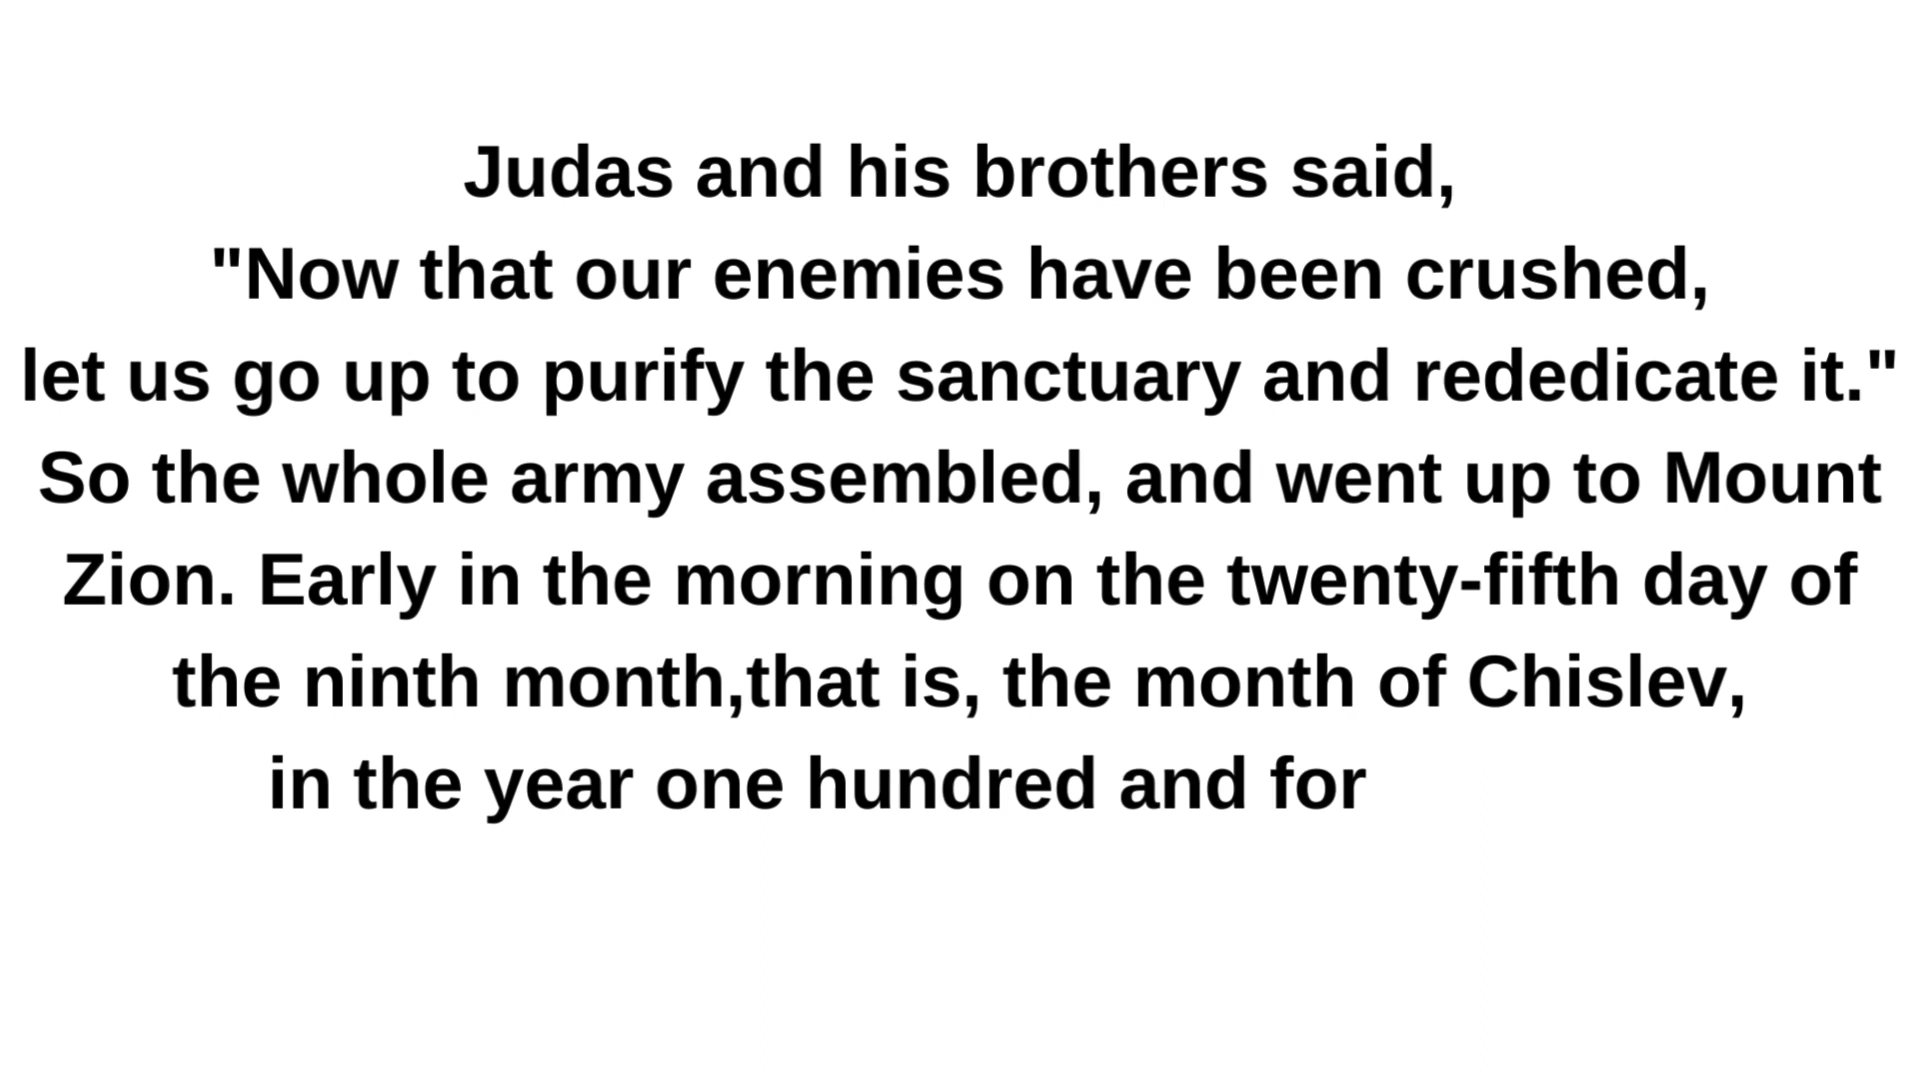 Judas and his brothers said,
"Now that our enemies have been crushed,
let us go up to purify the sanctuary and rededicate it."
So the whole army assembled, and went up to Mount
Zion. Early in the morning on the twenty-fifth day of
the ninth month,that is, the month of Chislev,
in the year one hundred and for